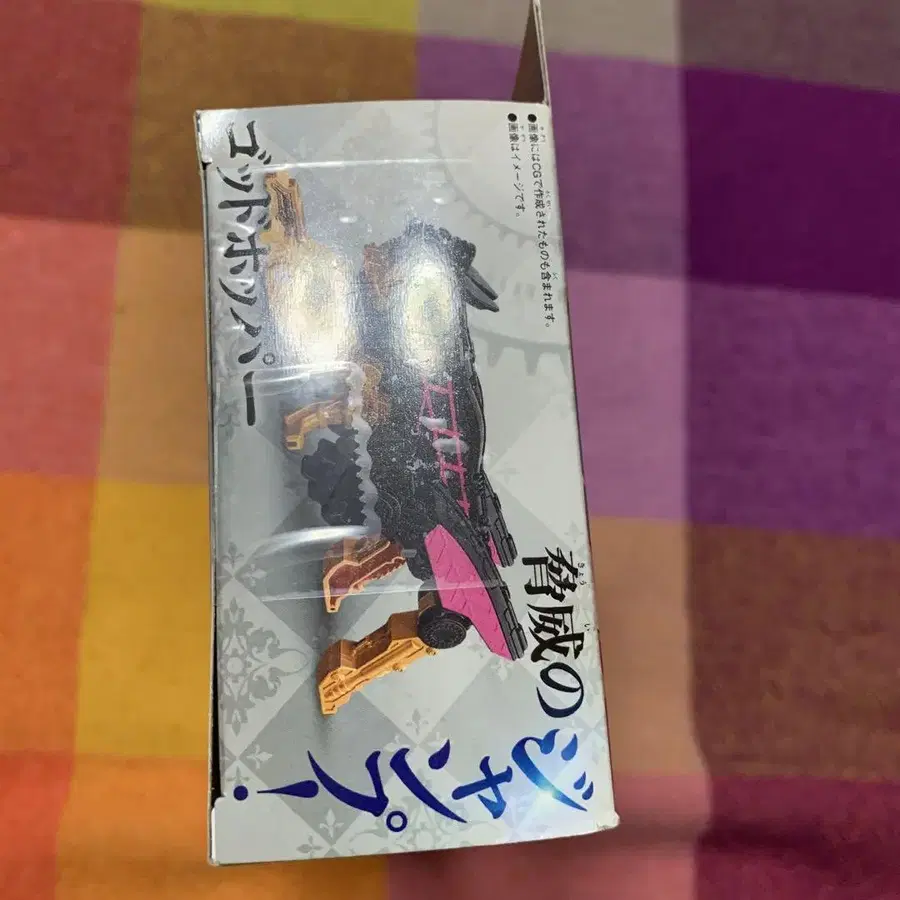 ●画像にはCGで作成されたものも含まれます。
●画像はイメージです。
脅威の
ジャンプ!
ゴッドホッパー